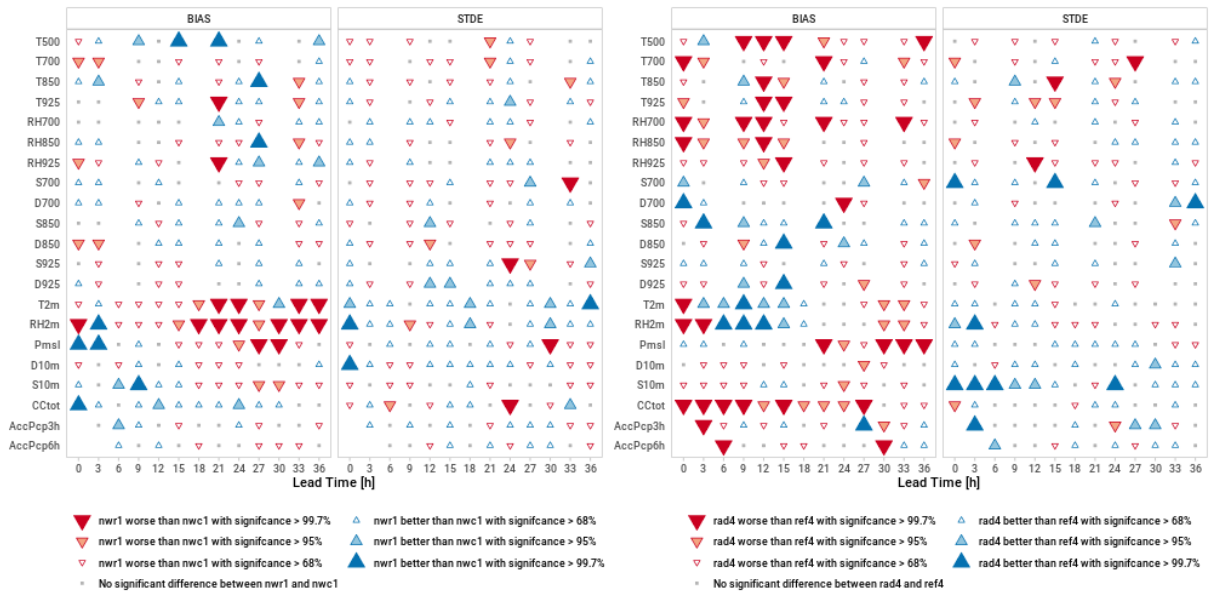 BIAS STDE
T500
T700
T850
T925
RH700
RH850
RH925
S700
D700
S850
D850
S925
D925
T2m
RH2m
Pmsl
D10m
S10m
CCtot
AccPcp3h
AccPcp6h
0 3 6 9 12 15 18 21 24 27 30 33 36 0 3 6 9 12 15 18 21 24 27 30 33 36
Lead Time [h]
nwr1 worse than nwc1 with signifcance > 99.7% nwr1 better than nwc1 with signifcance > 68%
nwr1 worse than nwc1 with signifcance > 95% nwr1 better than nwc1 with signifcance > 95%
nwr1 worse than nwc1 with signifcance > 68% nwr1 better than nwc1 with signifcance > 99.7%
No significant difference between nwr1 and nwc1
BIAS STDE
T500
T700
T850
T925
RH700
RH850
RH925
S700
D700
S850
D850
S925
D925
T2m
RH2m
Pmsl
D10m
S10m
CCtot
AccPcp3h
AccPcp6h
0 3 6 9 12 15 18 21 24 27 30 33 36 0 3 6 9 12 15 18 21 24 27 30 33 36
Lead Time [h]
rad4 worse than ref4 with signifcance > 99.7% rad4 better than ref4 with signifcance > 68%
rad4 worse than ref4 with signifcance > 95% rad4 better than ref4 with signifcance > 95%
rad4 worse than ref4 with signifcance > 68% rad4 better than ref4 with signifcance > 99.7%
No significant difference between rad4 and ref4